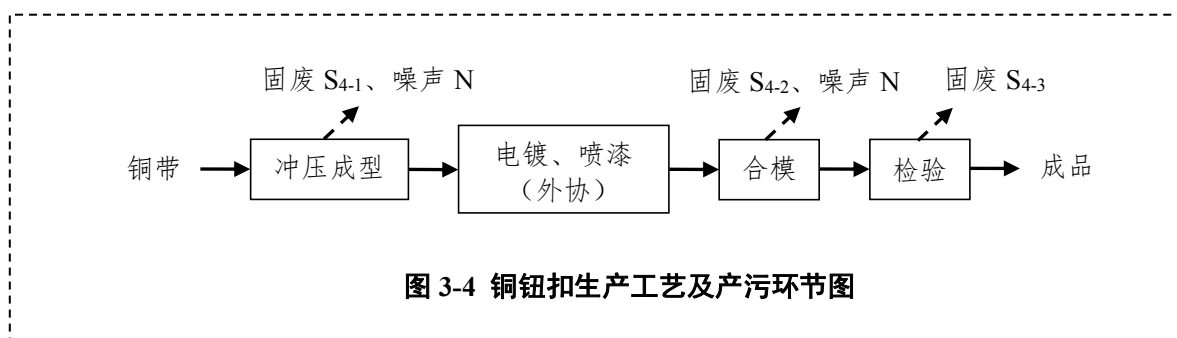 固废 S4-1、噪声 N
固废 S4-2、噪声 N
固废 S4-3
铜带
冲压成型
电镀、喷漆
（外协）
合模
检验
成品
图 3-4 铜钮扣生产工艺及产污环节图